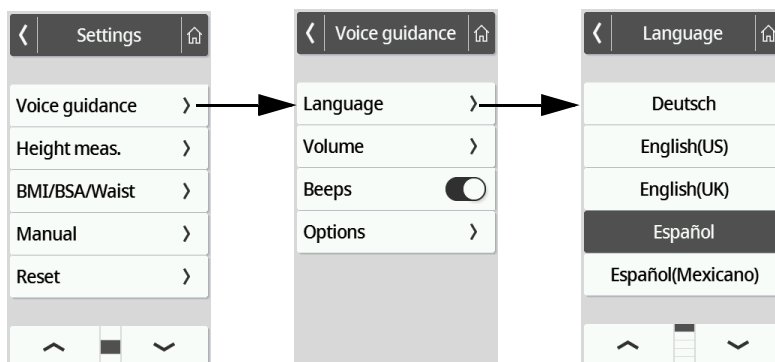 Settings
Voice guidance
Height meas.
BMI/BSA/Waist
Manual
Reset
Voice guidance
Language
Volume
Beeps
Options
Language
Deutsch
English(US)
English(UK)
Español
Español(Mexicano)